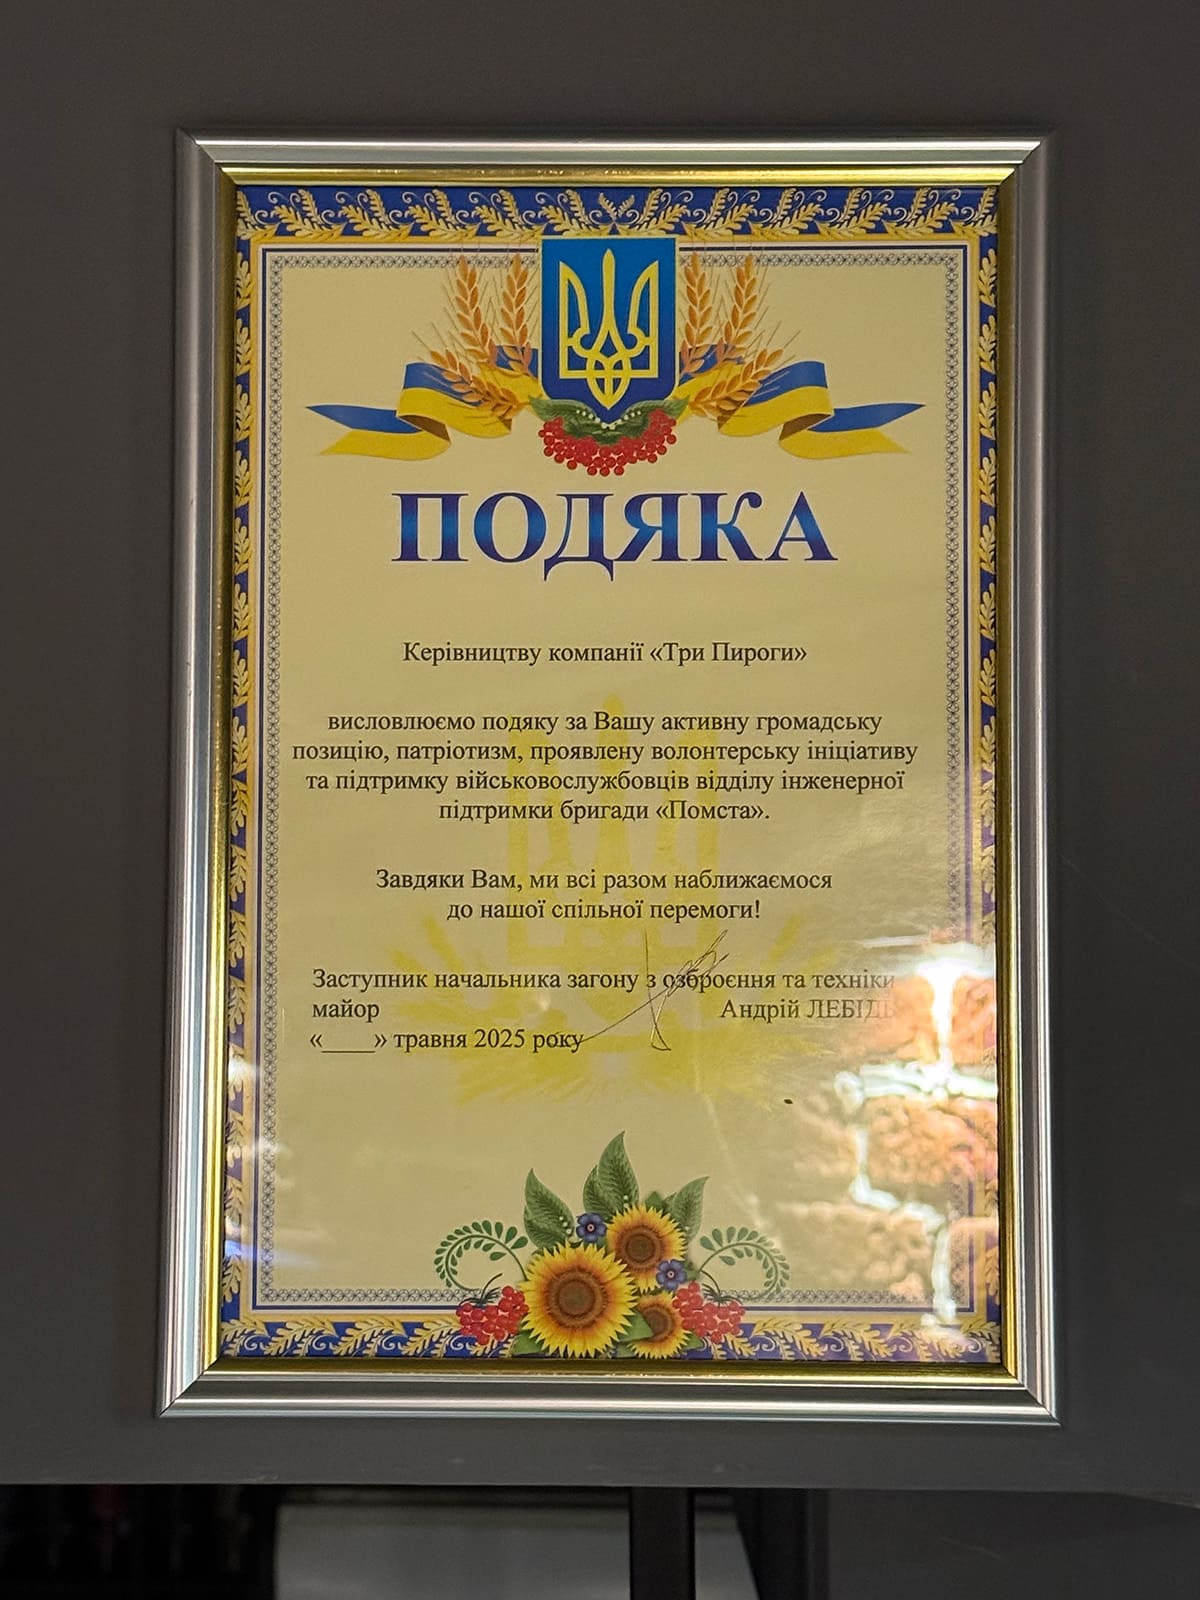 ПОДЯКА
Керівництву компанії «Три Пироги»
висловлюємо подяку за Вашу активну громадську
позицію, патріотизм, проявлену волонтерську ініціативу
та підтримку військовослужбовців відділу інженерної
підтримки бригади «Помста».
Завдяки Вам, ми всі разом наближаємося
до нашої спільної перемоги!
Заступник начальника загону з озброєння та техніки
майор Андрій ЛЕБІДЬ
«____» травня 2025 року